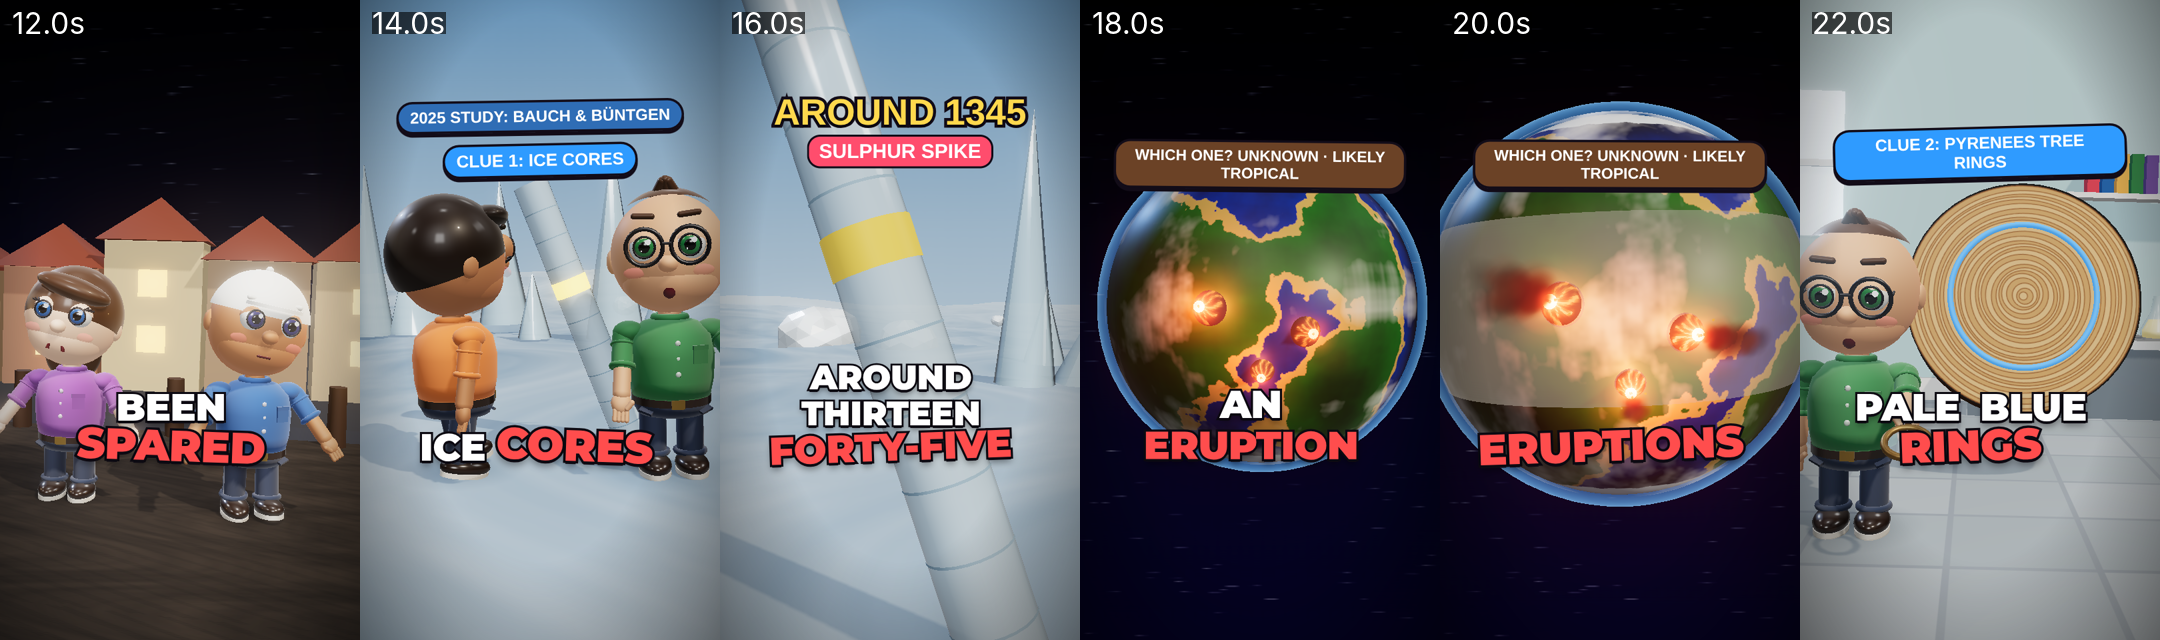 12.0s
BEEN
SPARED
14.0s
2025 STUDY: BAUCH & BÜNTGEN
CLUE 1: ICE CORES
ICE CORES
16.0s
AROUND 1345
SULPHUR SPIKE
AROUND
THIRTEEN
FORTY-FIVE
18.0s
WHICH ONE? UNKNOWN · LIKELY
TROPICAL
AN
ERUPTION
20.0s
WHICH ONE? UNKNOWN · LIKELY
TROPICAL
ERUPTIONS
22.0s
CLUE 2: PYRENEES TREE
RINGS
PALE BLUE
RINGS